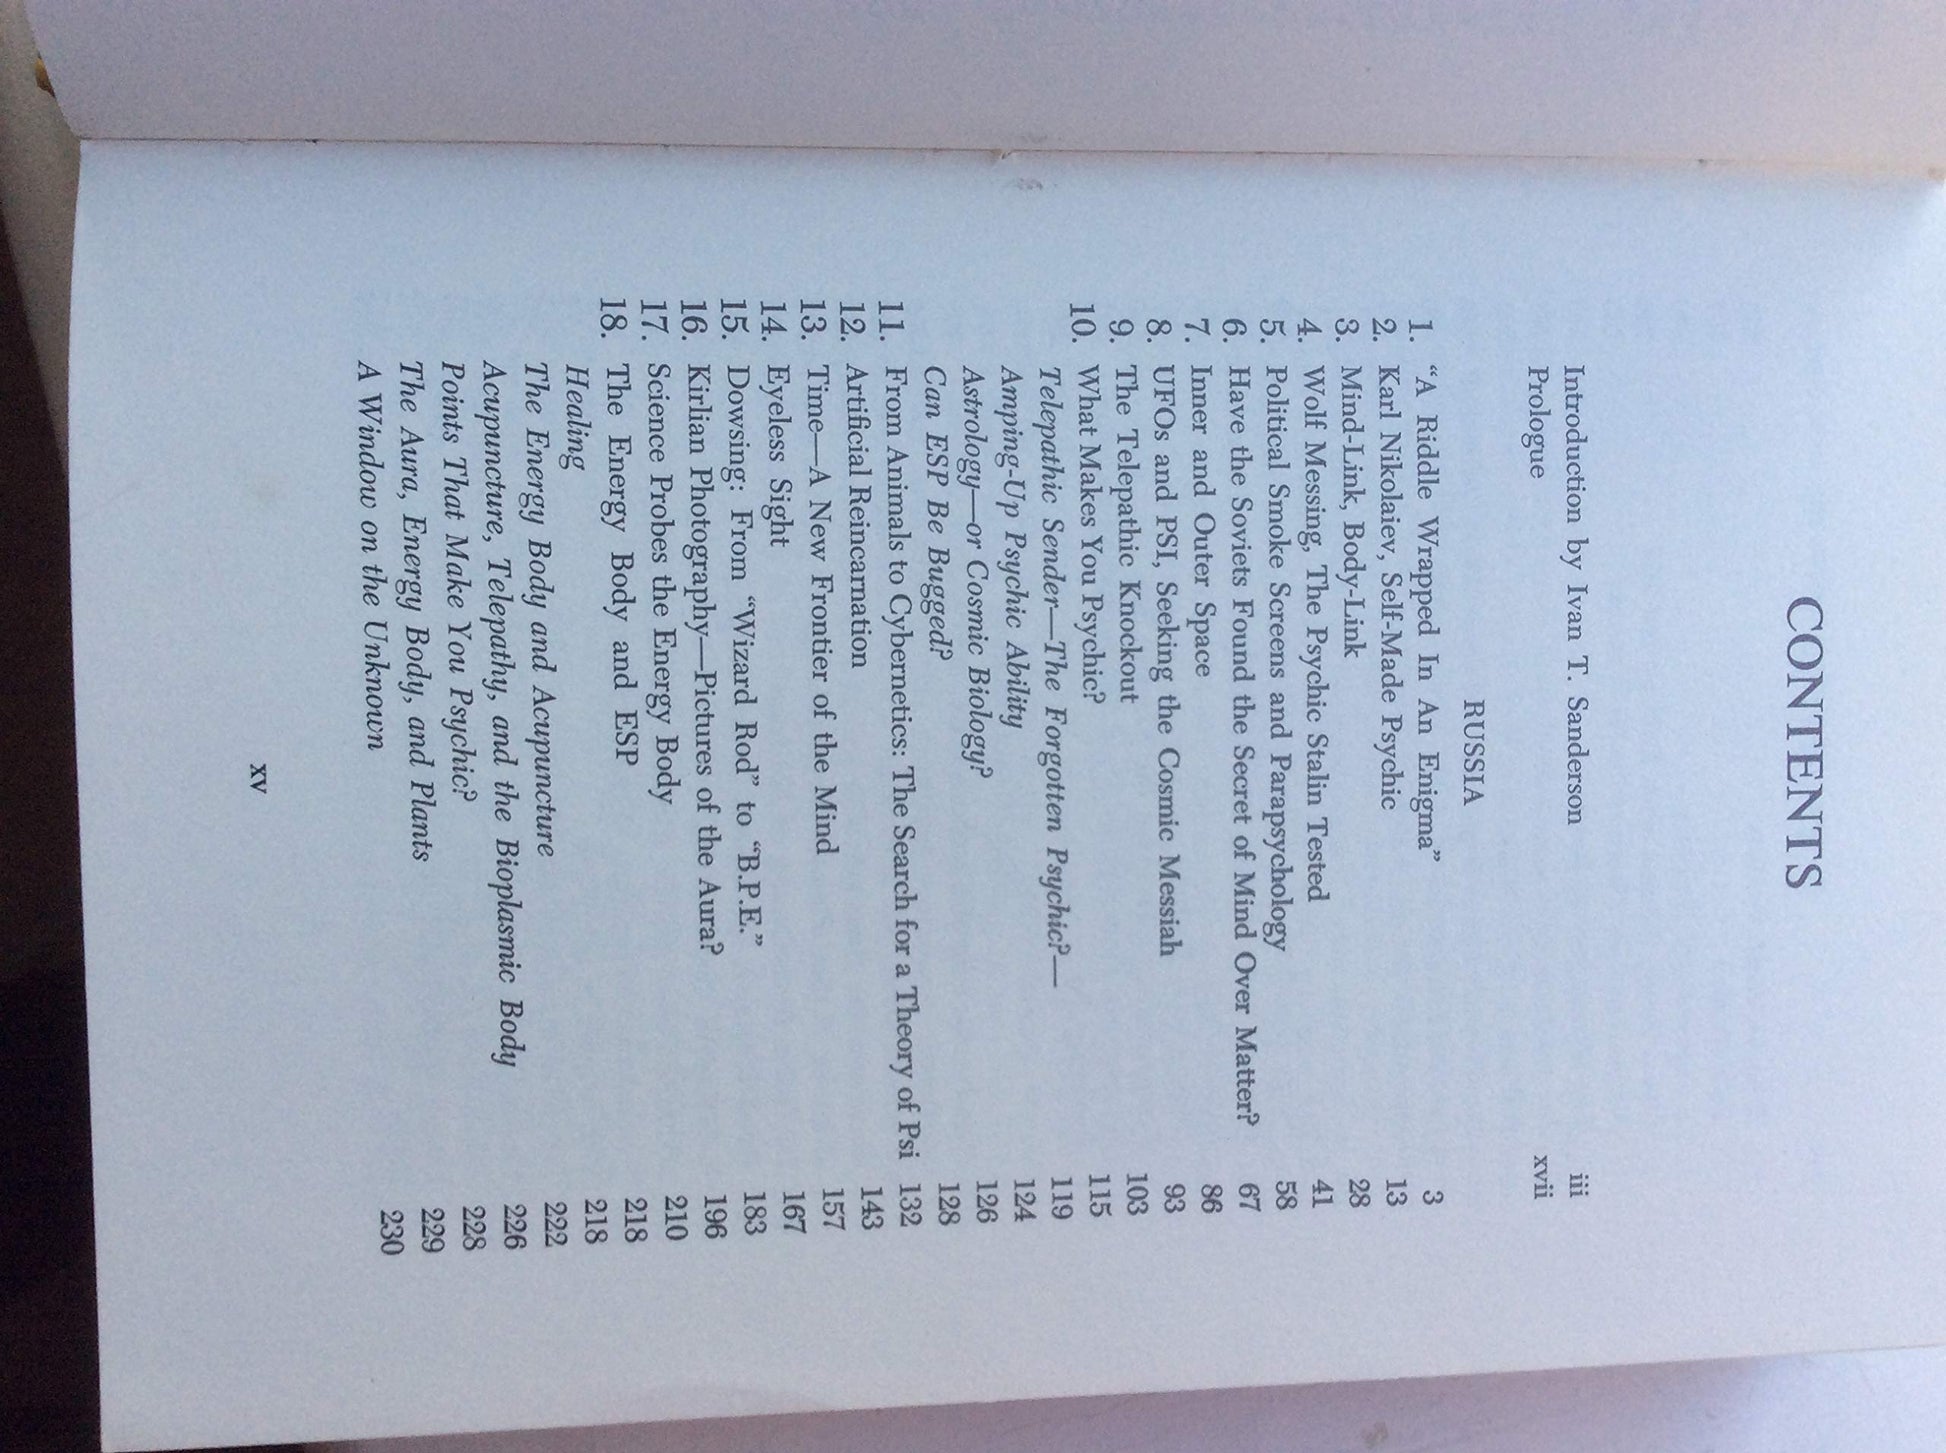 CONTENTS
Introduction by Ivan T. Sanderson iii
Prologue xvii
RUSSIA
1. “A Riddle Wrapped In An Enigma” 3
2. Karl Nikolaiev, Self-Made Psychic 13
3. Mind-Link, Body-Link 28
4. Wolf Messing, The Psychic Stalin Tested 41
5. Political Smoke Screens and Parapsychology 58
6. Have the Soviets Found the Secret of Mind Over Matter? 67
7. Inner and Outer Space 86
8. UFOs and PSI, Seeking the Cosmic Messiah 93
9. The Telepathic Knockout 103
10. What Makes You Psychic? 115
Telepathic Sender—The Forgotten Psychic?— 119
Amping-Up Psychic Ability 124
Astrology—or Cosmic Biology? 126
Can ESP Be Bugged? 128
11. From Animals to Cybernetics: The Search for a Theory of Psi 132
12. Artificial Reincarnation 143
13. Time—A New Frontier of the Mind 157
14. Eyeless Sight 167
15. Dowsing: From “Wizard Rod” to “B.P.E.” 183
16. Kirlian Photography—Pictures of the Aura? 196
17. Science Probes the Energy Body 210
18. The Energy Body and ESP 218
Healing 218
The Energy Body and Acupuncture 222
Acupuncture, Telepathy, and the Bioplasmic Body 226
Points That Make You Psychic? 228
The Aura, Energy Body, and Plants 229
A Window on the Unknown 230
xv